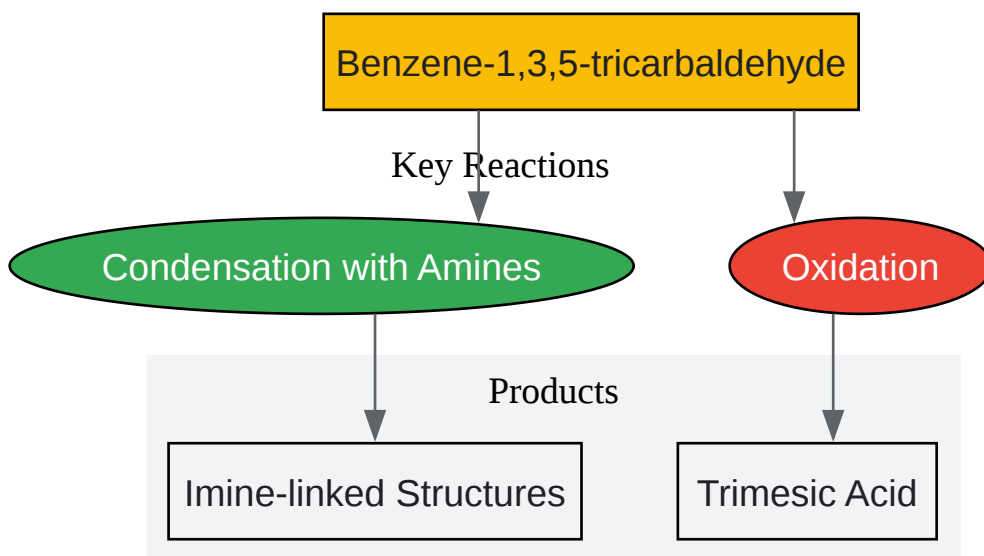 Benzene-1,3,5-tricarbaldehyde
Key Reactions
Condensation with Amines
Oxidation
Products
Imine-linked Structures
Trimesic Acid